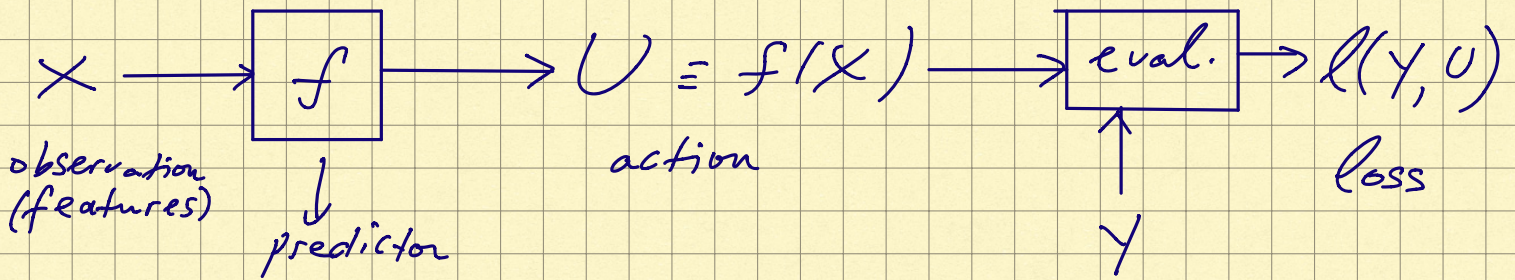 X → f → U ≡ f(X) → eval. → l(Y, U)
observation
(features)
↓
predictor
action
↑
Y
loss